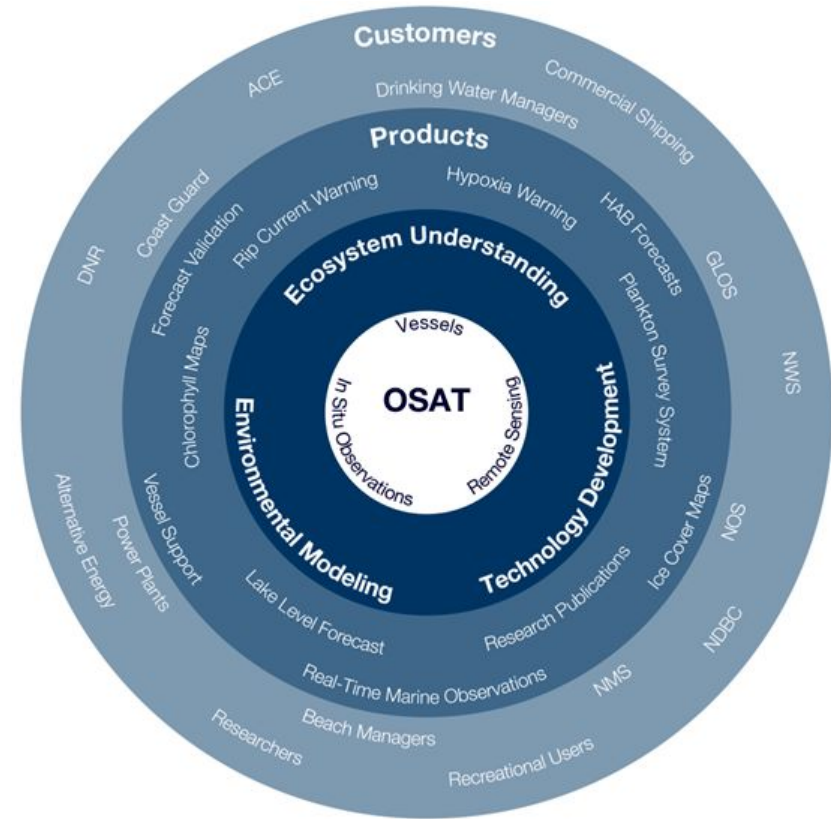 Customers
ACE
Drinking Water Managers
Commercial Shipping
Coast Guard
DNR
GLOS
NWS
NOS
NDBC
NMS
Recreational Users
Beach Managers
Researchers
Power Plants
Alternative Energy
Products
Rip Current Warning
Hypoxia Warning
HAB Forecasts
Plankton Survey System
Ice Cover Maps
Research Publications
Real-Time Marine Observations
Lake Level Forecast
Vessel Support
Chlorophyll Maps
Forecast Validation
Ecosystem Understanding
Technology Development
Environmental Modeling
Vessels
Remote Sensing
In Situ Observations
OSAT